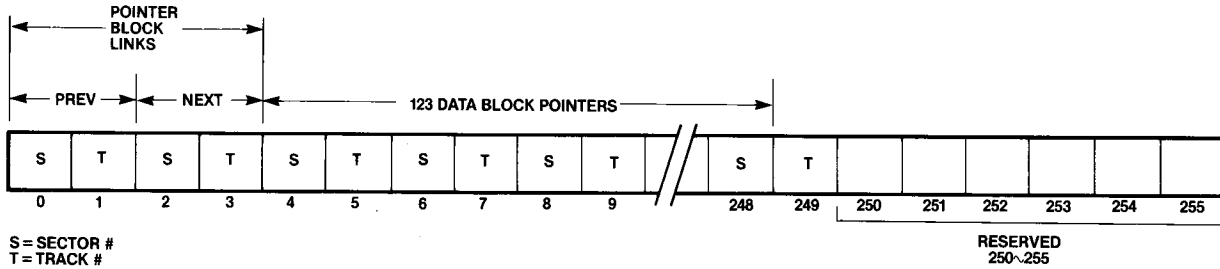 POINTER
BLOCK
LINKS
PREV NEXT 123 DATA BLOCK POINTERS
S T S T S T S T S T S T
0 1 2 3 4 5 6 7 8 9 248 249 250 251 252 253 254 255
S = SECTOR #
T = TRACK #
RESERVED
250~255